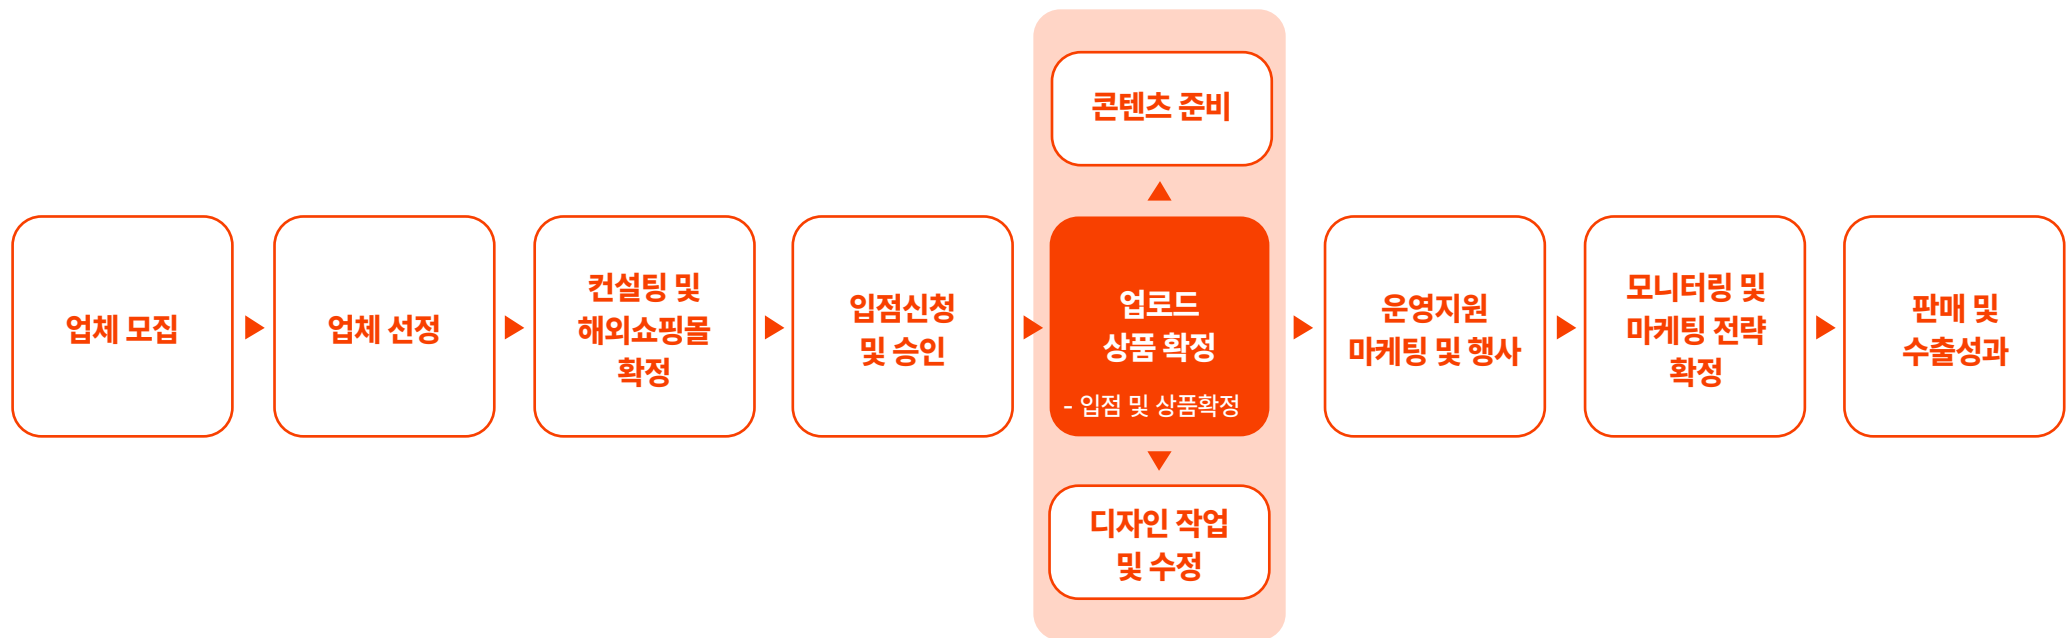 업체 모집
업체 선정
컨설팅 및
해외쇼핑몰
확정
입점신청
및 승인
콘텐츠 준비
업로드
상품 확정
- 입점 및 상품확정
디자인 작업
및 수정
운영지원
마케팅 및 행사
모니터링 및
마케팅 전략
확정
판매 및
수출성과